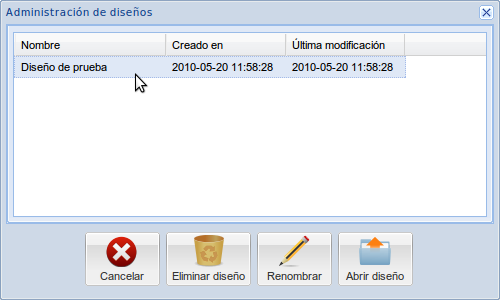 Administración de diseños
Nombre Creado en Última modificación
Diseño de prueba 2010-05-20 11:58:28 2010-05-20 11:58:28
Cancelar Eliminar diseño Renombrar Abrir diseño